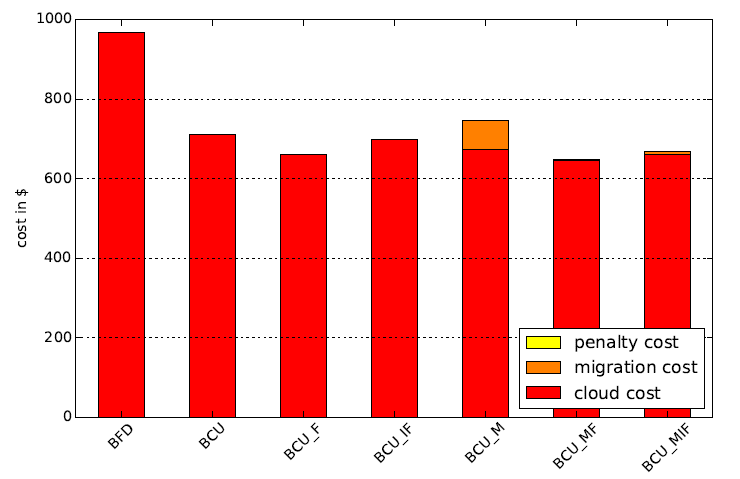 1000
800
600
400
200
0
cost in $
penalty cost
migration cost
cloud cost
BFD
BCU
BCU_F
BCU_IF
BCU_M
BCU_MF
BCU_MIF